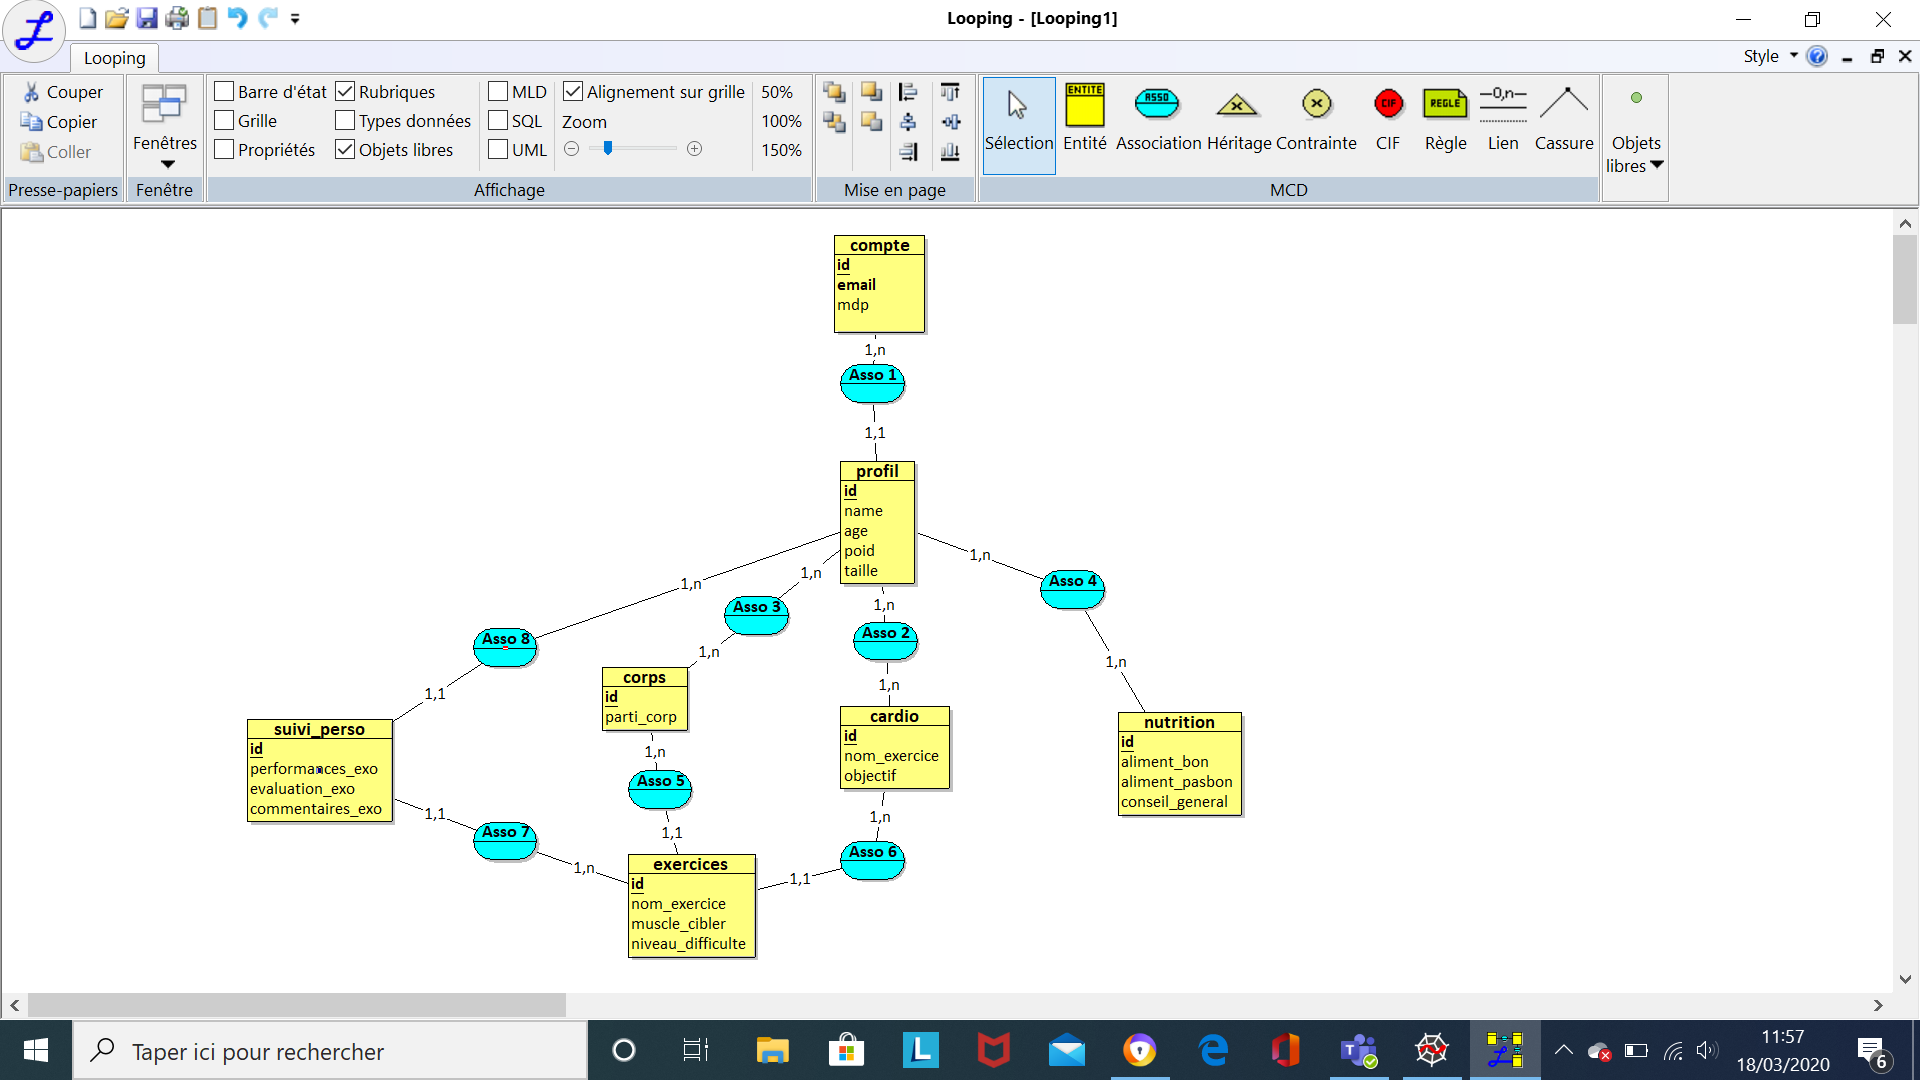 Looping - [Looping1]
Looping
Style
Couper
Copier
Coller
Presse-papiers
Fenêtres
Fenêtre
Barre d'état
Grille
Propriétés
Rubriques
Types données
Objets libres
MLD
SQL
UML
Alignement sur grille
Zoom
50%
100%
150%
Affichage
Mise en page
Sélection
ENTITE
Entité
ASSO
Association
Héritage
Contrainte
CIF
CIF
REGLE
Règle
0,n
Lien
Cassure
MCD
Objets
libres
compte
id
email
mdp
1,n
Asso 1
1,1
profil
id
name
age
poid
taille
1,n
1,n
1,n
1,n
Asso 8
Asso 3
Asso 2
Asso 4
1,1
1,n
1,n
1,n
suivi_perso
id
performances_exo
evaluation_exo
commentaires_exo
corps
id
parti_corp
cardio
id
nom_exercice
objectif
nutrition
id
aliment_bon
aliment_pasbon
conseil_general
1,n
Asso 5
1,1
1,n
Asso 6
1,1
1,1
Asso 7
1,n
exercices
id
nom_exercice
muscle_cibler
niveau_difficulte
Taper ici pour rechercher
11:57
18/03/2020
6